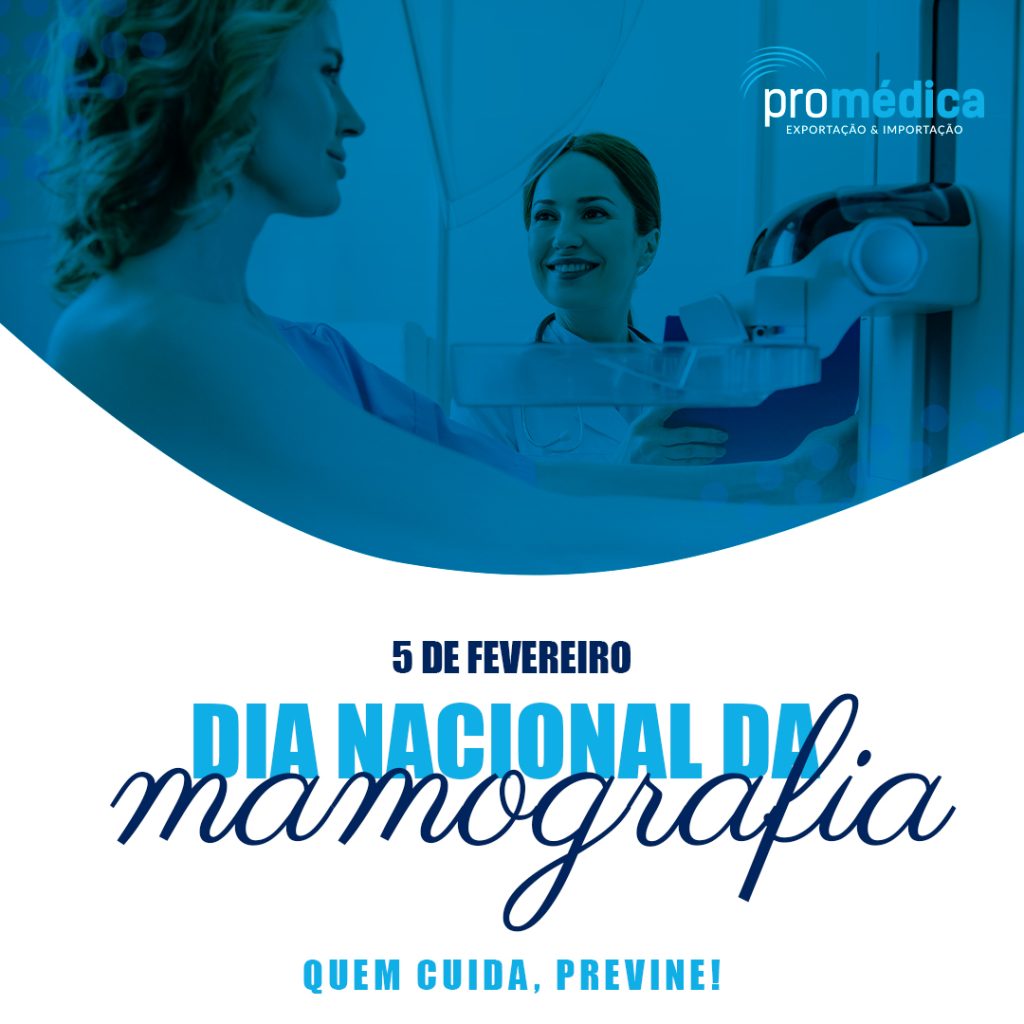 promédica
EXPORTAÇÃO & IMPORTAÇÃO
5 DE FEVEREIRO
DIA NACIONAL DA
mamografia
QUEM CUIDA, PREVINE!